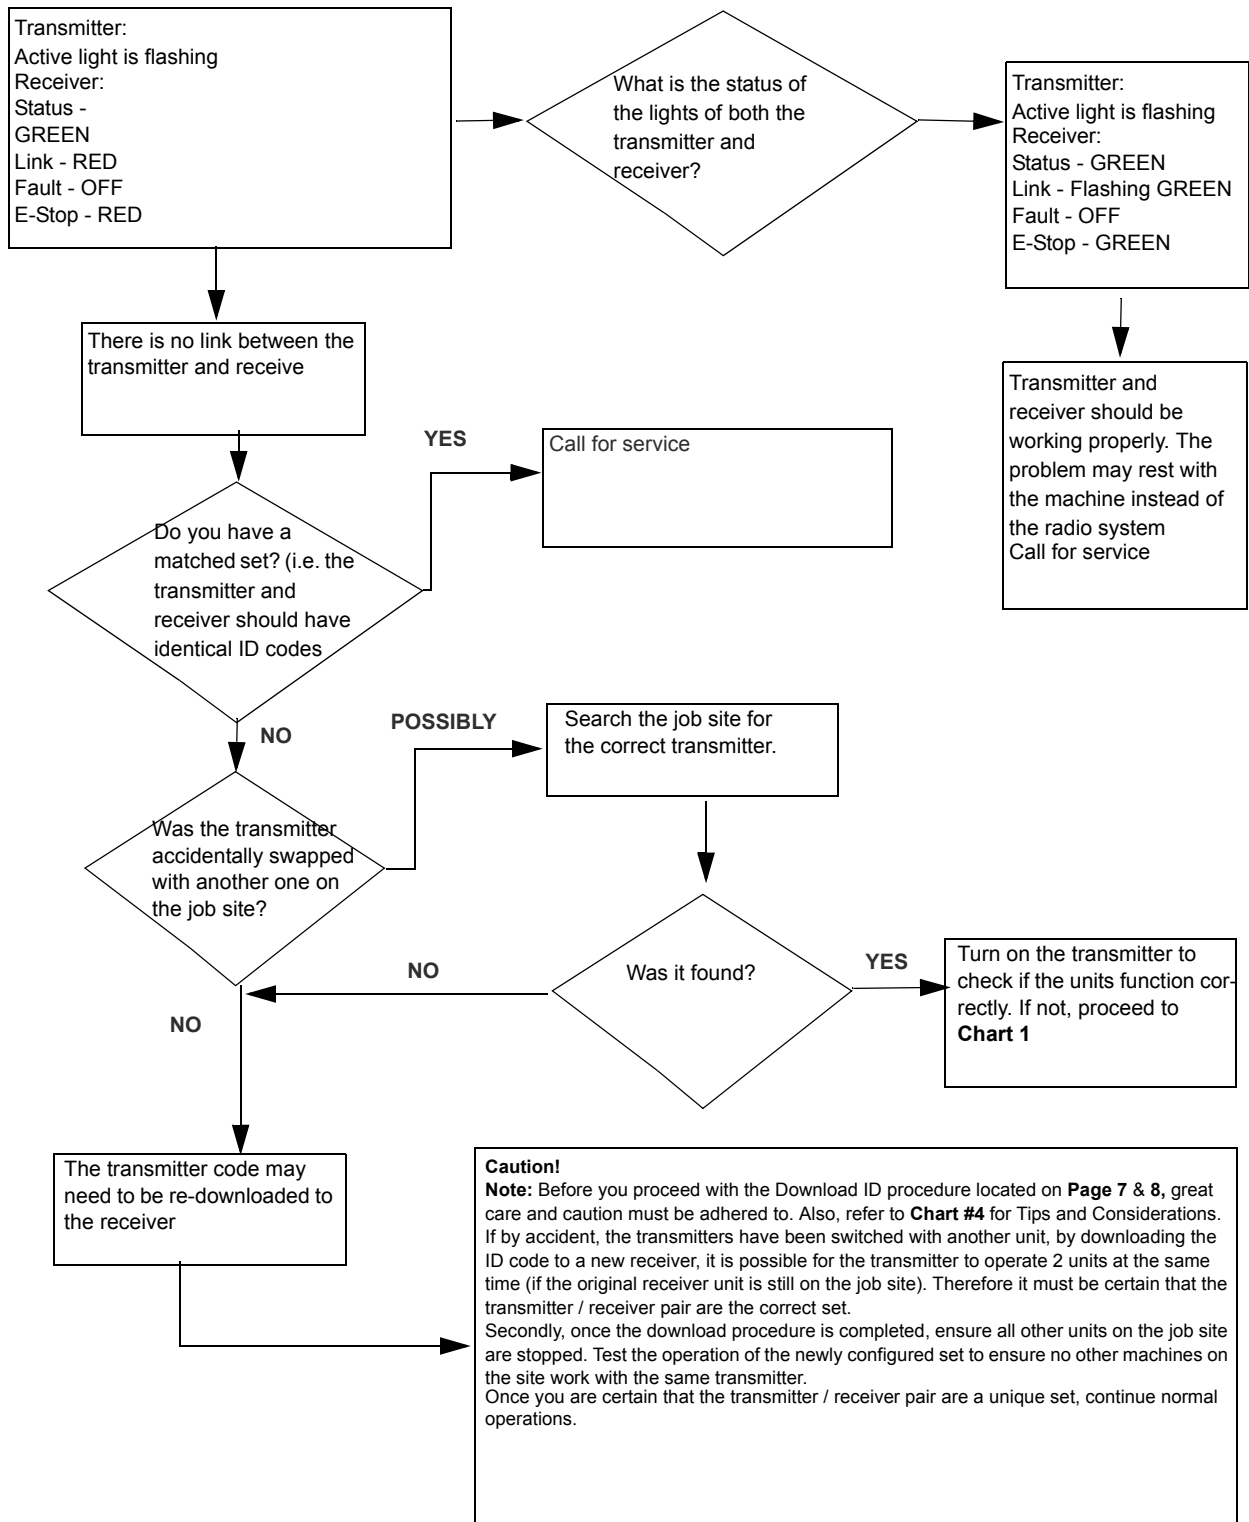 Transmitter:
Active light is flashing
Receiver:
Status -
GREEN
Link - RED
Fault - OFF
E-Stop - RED
What is the status of
the lights of both the
transmitter and
receiver?
Transmitter:
Active light is flashing
Receiver:
Status - GREEN
Link - Flashing GREEN
Fault - OFF
E-Stop - GREEN
There is no link between the
transmitter and receive
Transmitter and
receiver should be
working properly. The
problem may rest with
the machine instead of
the radio system
Call for service
YES
Call for service
Do you have a
matched set? (i.e. the
transmitter and
receiver should have
identical ID codes
NO
POSSIBLY
Search the job site for
the correct transmitter.
Was the transmitter
accidentally swapped
with another one on
the job site?
NO
Was it found?
YES
Turn on the transmitter to
check if the units function cor-
rectly. If not, proceed to
Chart 1
NO
The transmitter code may
need to be re-downloaded to
the receiver
Caution!
Note: Before you proceed with the Download ID procedure located on Page 7 & 8, great
care and caution must be adhered to. Also, refer to Chart #4 for Tips and Considerations.
If by accident, the transmitters have been switched with another unit, by downloading the
ID code to a new receiver, it is possible for the transmitter to operate 2 units at the same
time (if the original receiver unit is still on the job site). Therefore it must be certain that the
transmitter / receiver pair are the correct set.
Secondly, once the download procedure is completed, ensure all other units on the job site
are stopped. Test the operation of the newly configured set to ensure no other machines on
the site work with the same transmitter.
Once you are certain that the transmitter / receiver pair are a unique set, continue normal
operations.